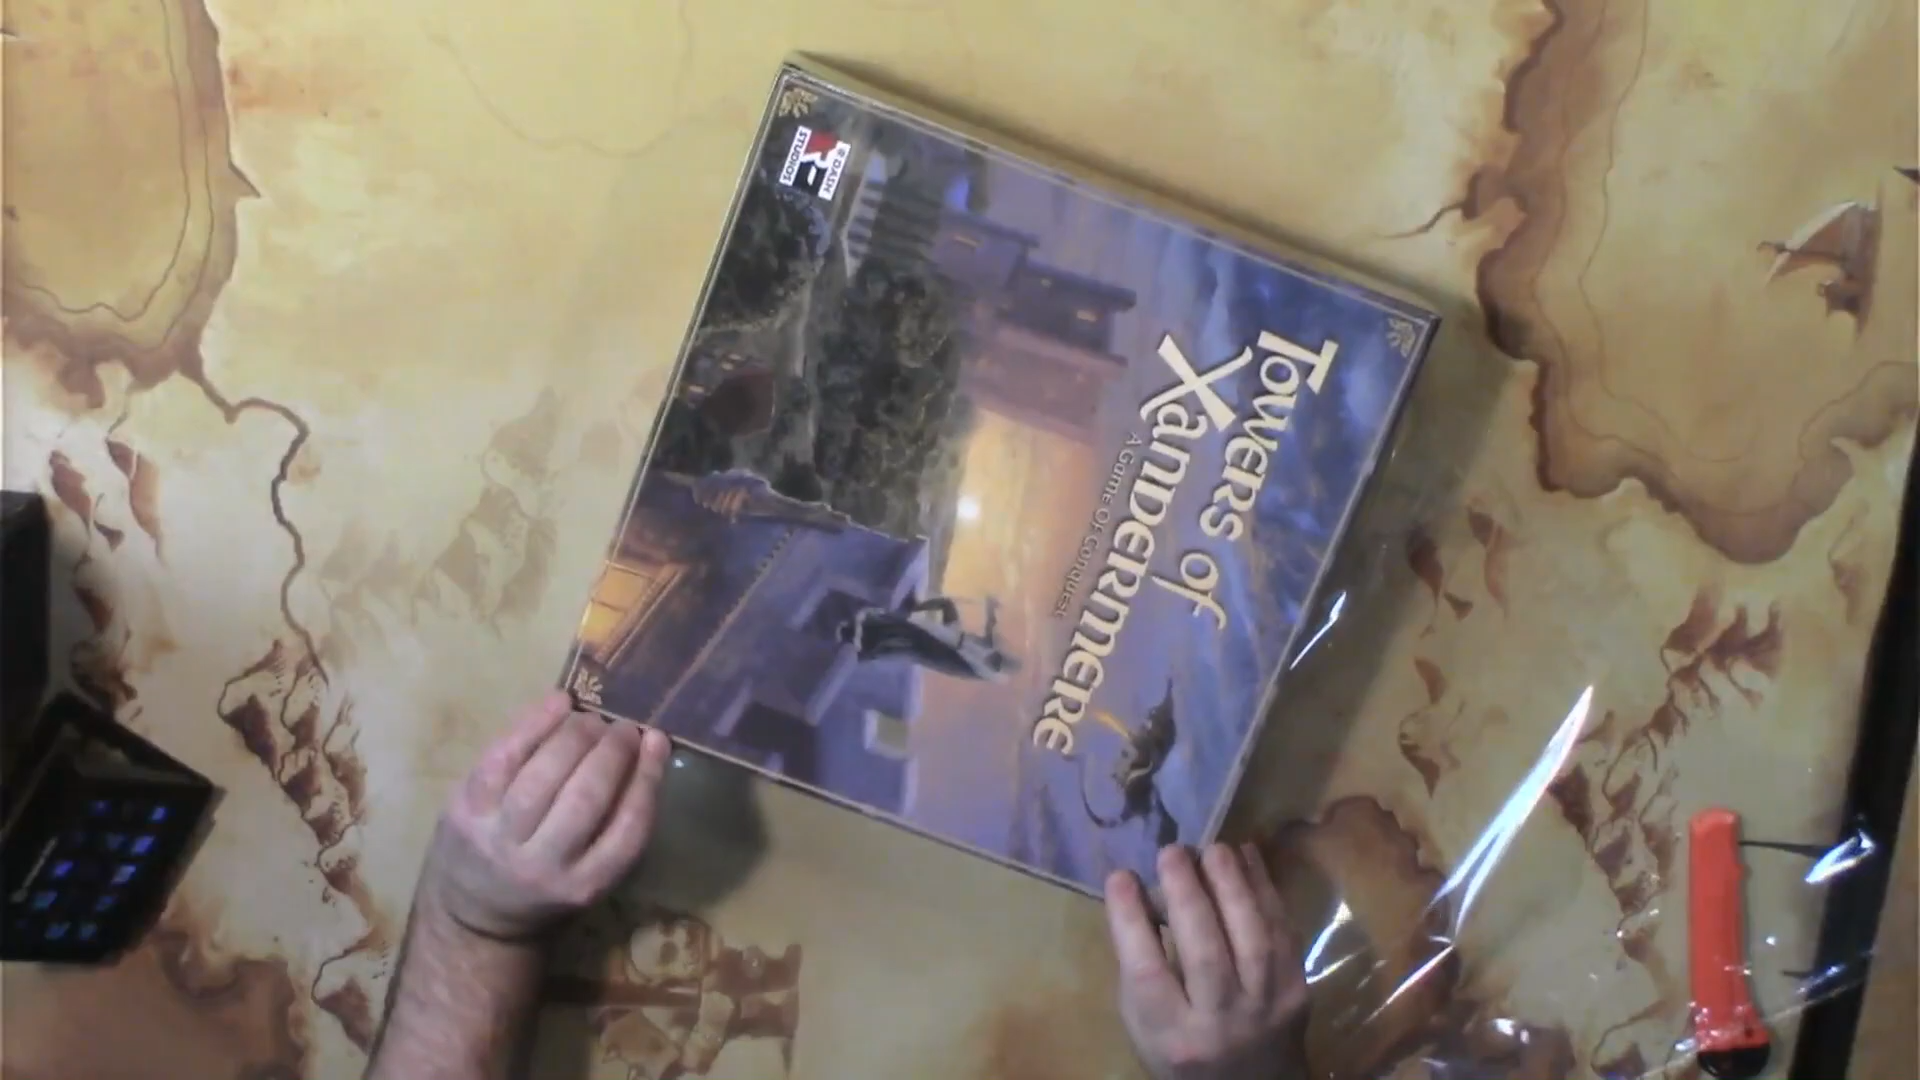 Towers of
Xandermere
A Game Of Conquest
STUDIOS